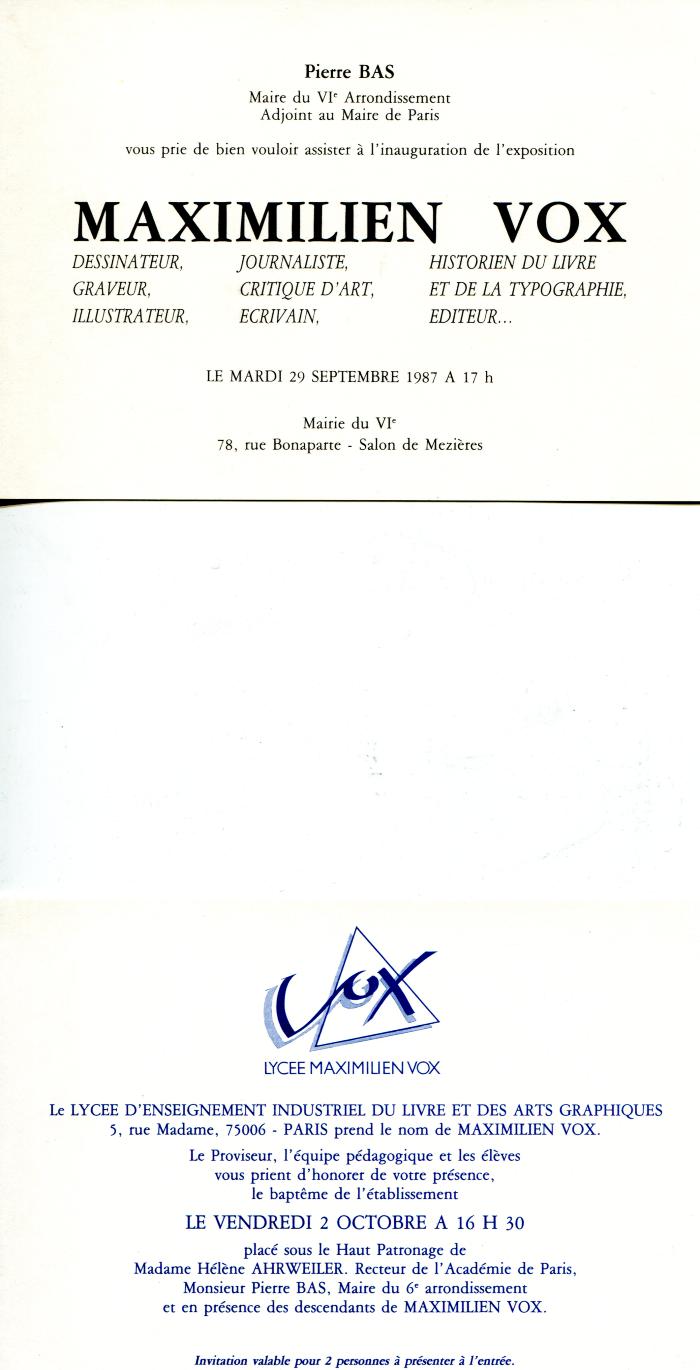 Pierre BAS
Maire du VIe Arrondissement
Adjoint au Maire de Paris
vous prie de bien vouloir assister à l'inauguration de l'exposition
MAXIMILIEN VOX
DESSINATEUR, JOURNALISTE, HISTORIEN DU LIVRE
GRAVEUR, CRITIQUE D'ART, ET DE LA TYPOGRAPHIE,
ILLUSTRATEUR, ECRIVAIN, EDITEUR...
LE MARDI 29 SEPTEMBRE 1987 A 17 h
Mairie du VIe
78, rue Bonaparte - Salon de Mezières
Vox
LYCEE MAXIMILIEN VOX
Le LYCEE D'ENSEIGNEMENT INDUSTRIEL DU LIVRE ET DES ARTS GRAPHIQUES
5, rue Madame, 75006 - PARIS prend le nom de MAXIMILIEN VOX.
Le Proviseur, l'équipe pédagogique et les élèves
vous prient d'honorer de votre présence,
le baptême de l'établissement
LE VENDREDI 2 OCTOBRE A 16 H 30
placé sous le Haut Patronage de
Madame Hélène AHRWEILER. Recteur de l'Académie de Paris,
Monsieur Pierre BAS, Maire du 6e arrondissement
et en présence des descendants de MAXIMILIEN VOX.
Invitation valable pour 2 personnes à présenter à l'entrée.